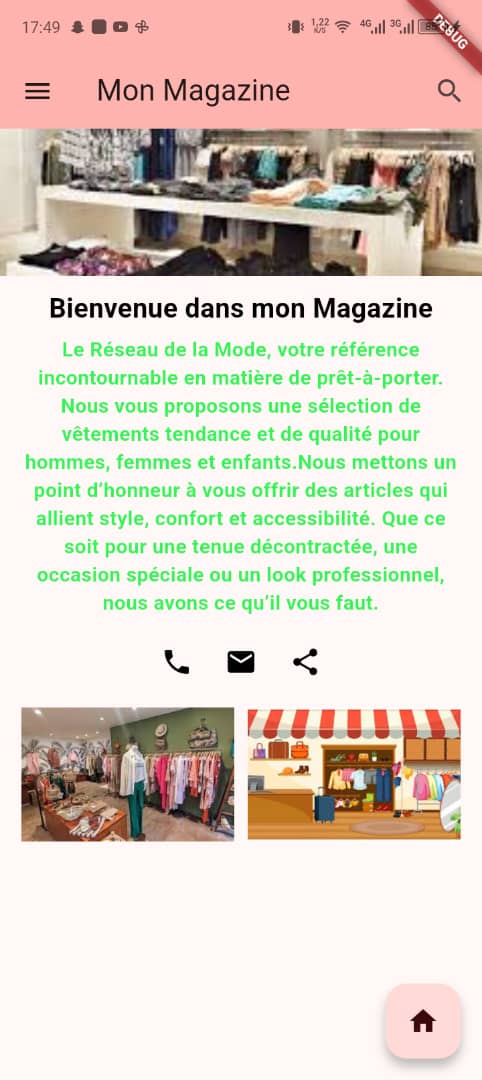 17:49
1,22
K/S
4G
3G
DEBUG
Mon Magazine
Bienvenue dans mon Magazine
Le Réseau de la Mode, votre référence
incontournable en matière de prêt-à-porter.
Nous vous proposons une sélection de
vêtements tendance et de qualité pour
hommes, femmes et enfants.Nous mettons un
point d’honneur à vous offrir des articles qui
allient style, confort et accessibilité. Que ce
soit pour une tenue décontractée, une
occasion spéciale ou un look professionnel,
nous avons ce qu’il vous faut.